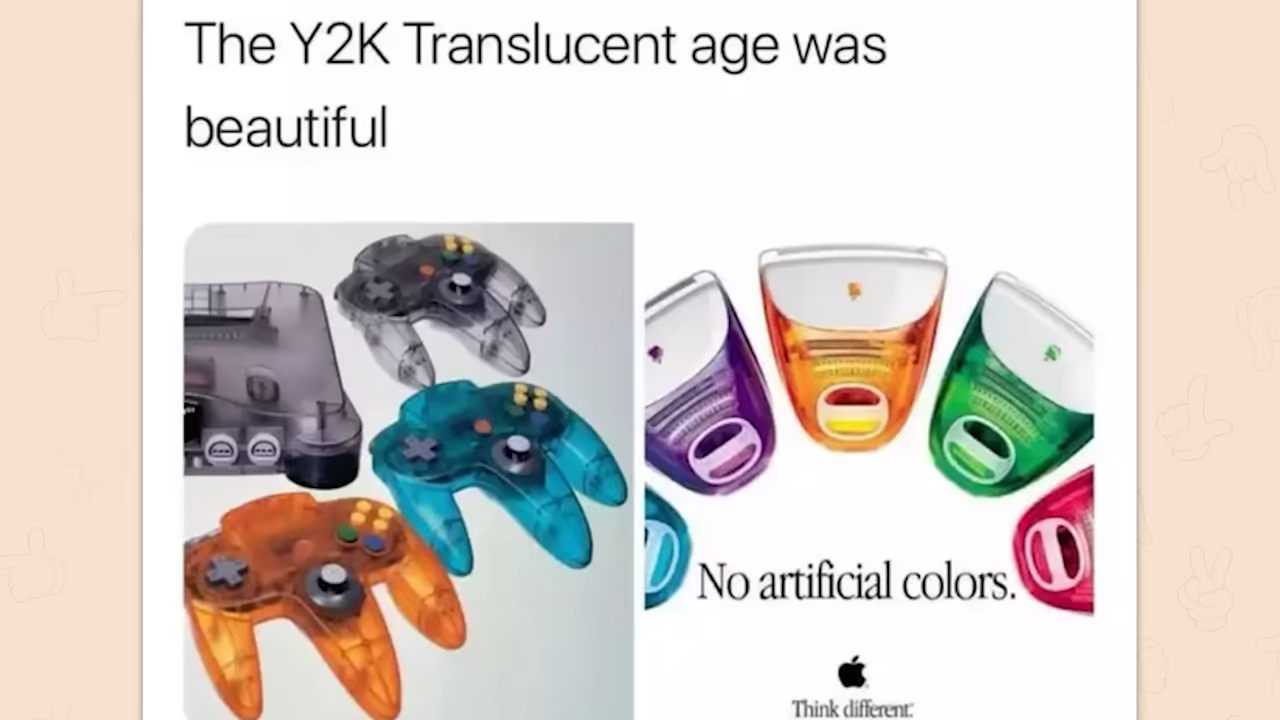 The Y2K Translucent age was
beautiful
No artificial colors.
Think different.